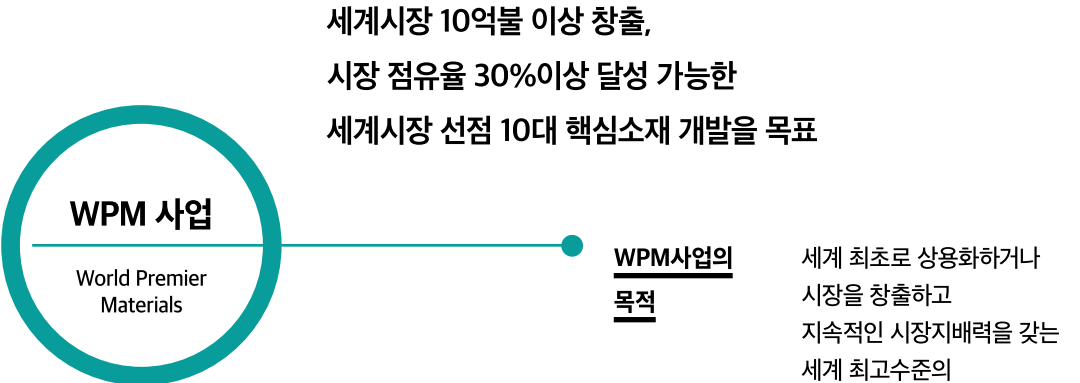 세계시장 10억불 이상 창출,
시장 점유율 30%이상 달성 가능한
세계시장 선점 10대 핵심소재 개발을 목표
WPM 사업
World Premier
Materials
WPM사업의
목적
세계 최초로 상용화하거나
시장을 창출하고
지속적인 시장지배력을 갖는
세계 최고수준의